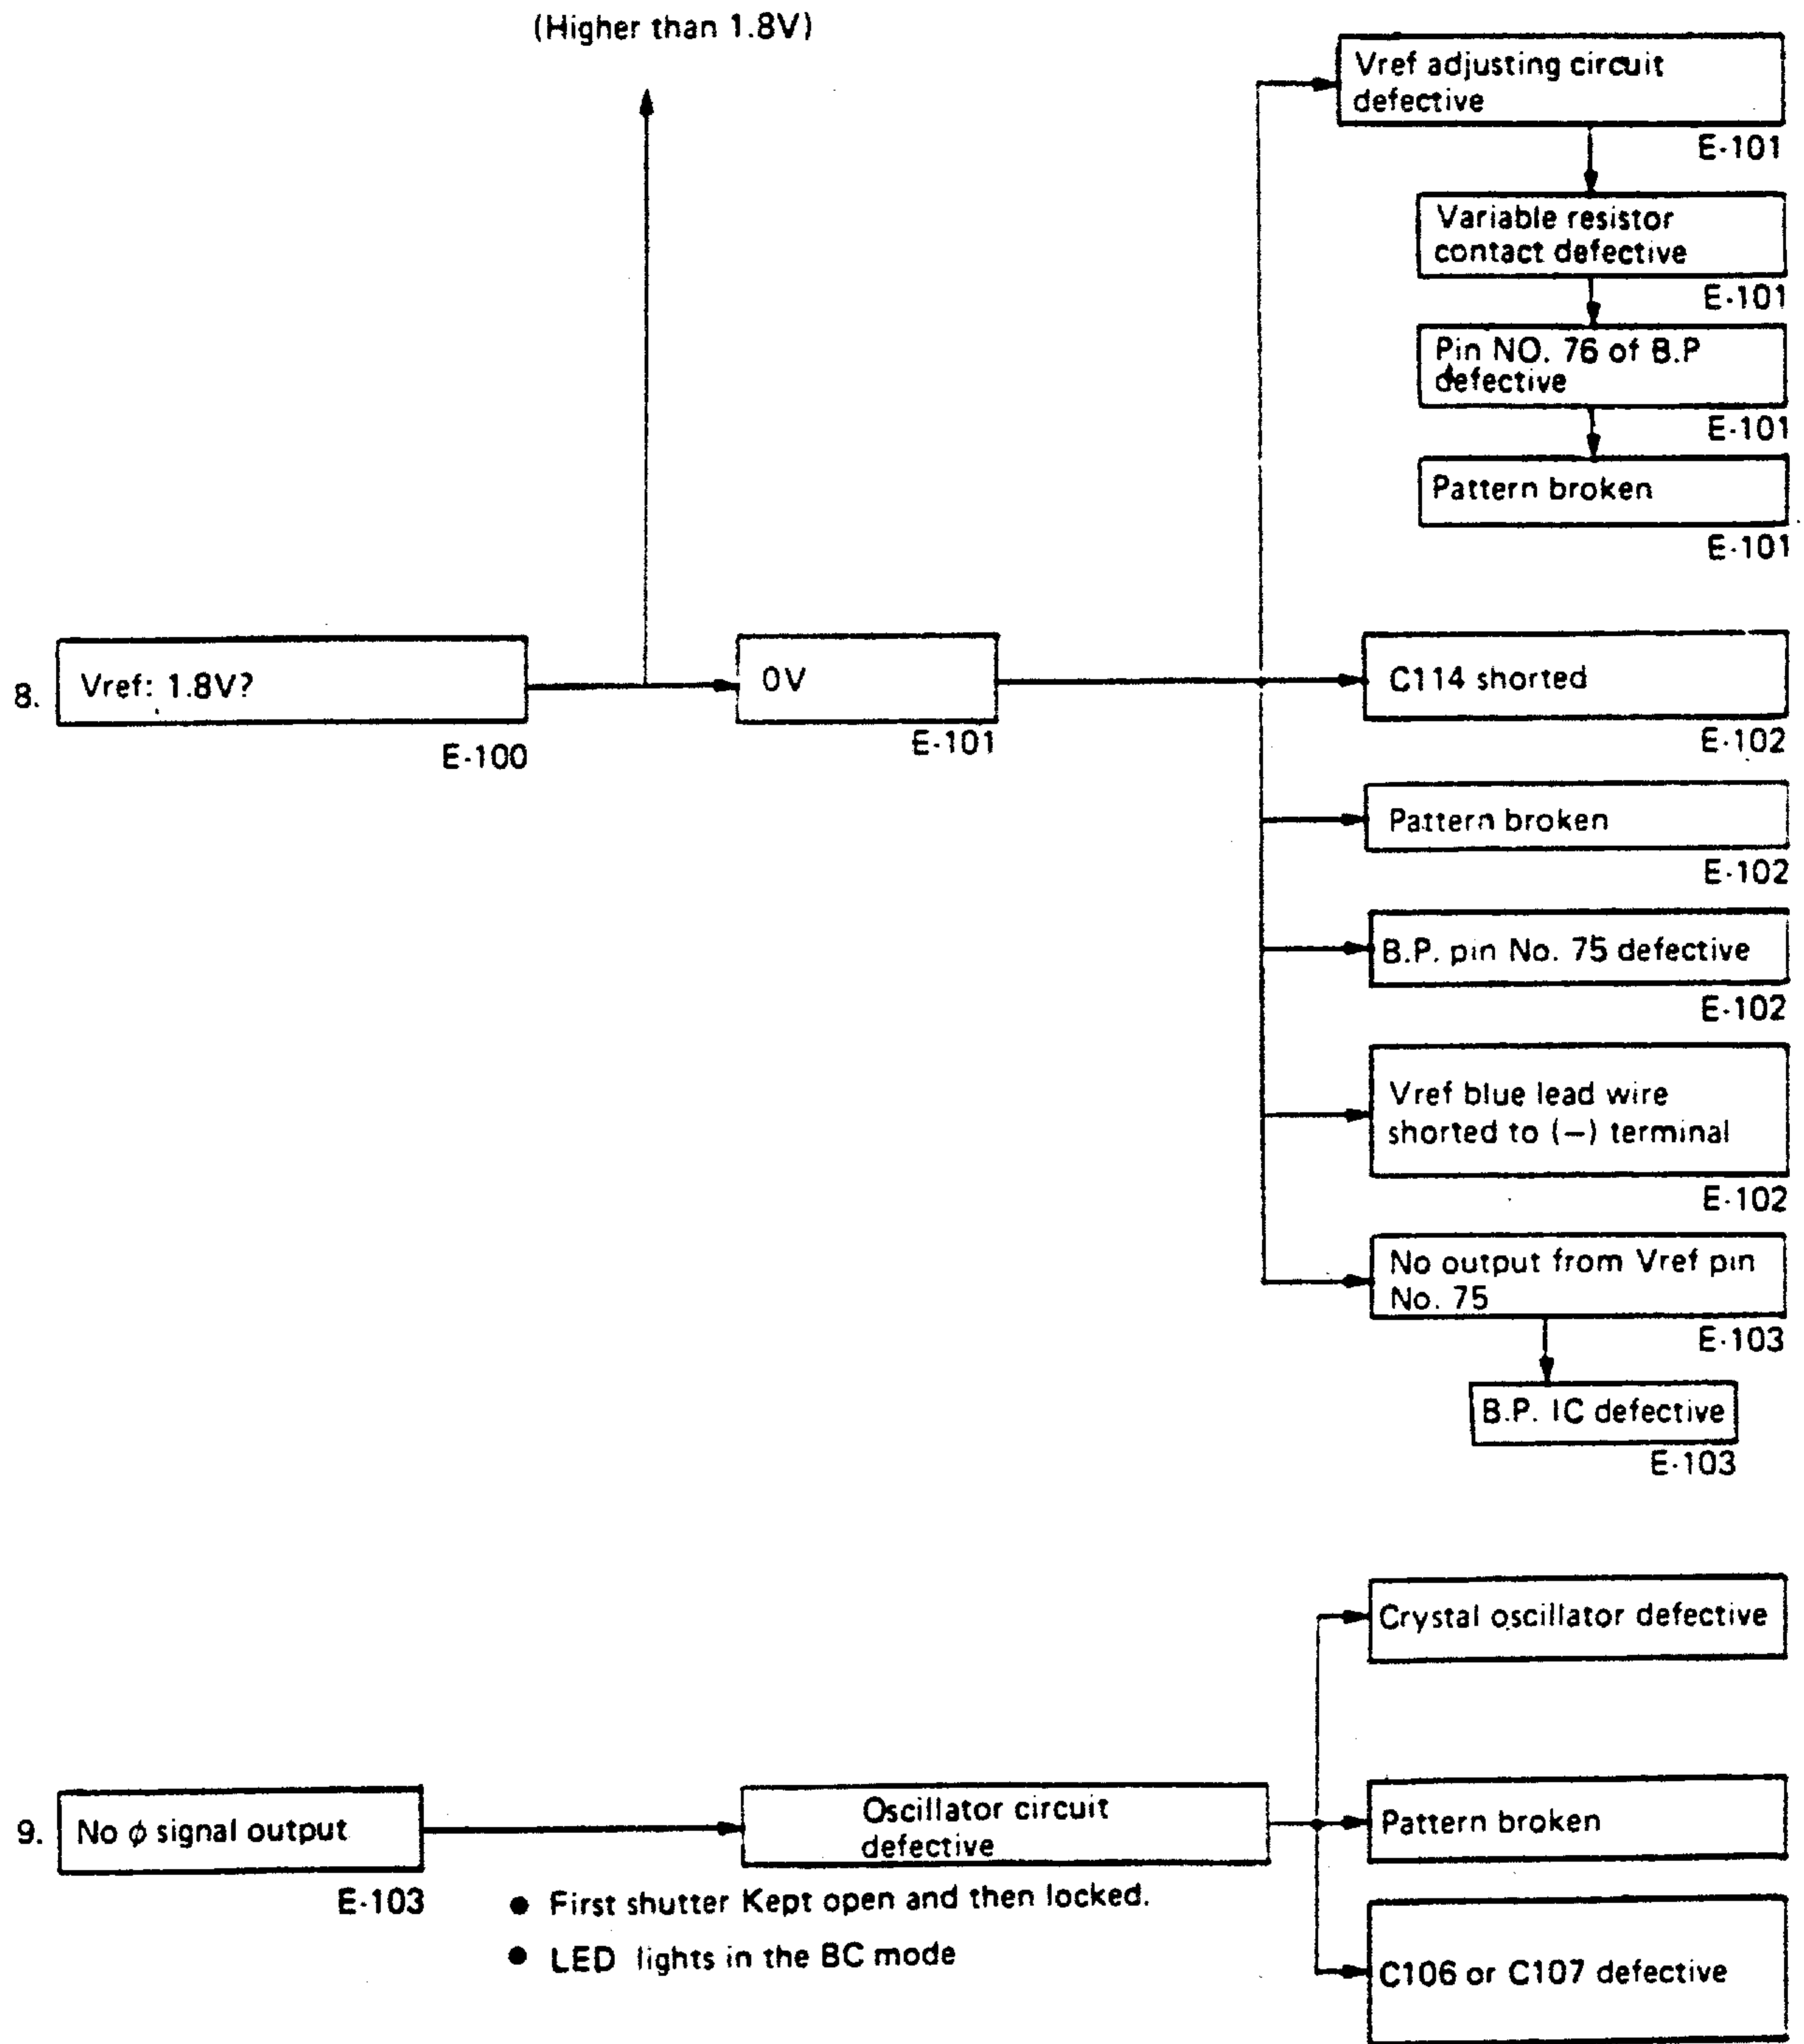 (Higher than 1.8V)
Vref adjusting circuit
defective
E-101
Variable resistor
contact defective
E-101
Pin NO. 76 of B.P
defective
E-101
Pattern broken
E-101
8.
Vref: 1.8V?
E-100
0V
E-101
C114 shorted
E-102
Pattern broken
E-102
B.P. pin No. 75 defective
E-102
Vref blue lead wire
shorted to (−) terminal
E-102
No output from Vref pin
No. 75
E-103
B.P. IC defective
E-103
9.
No ϕ signal output
E-103
Oscillator circuit
defective
● First shutter Kept open and then locked.
● LED lights in the BC mode
Crystal oscillator defective
Pattern broken
C106 or C107 defective